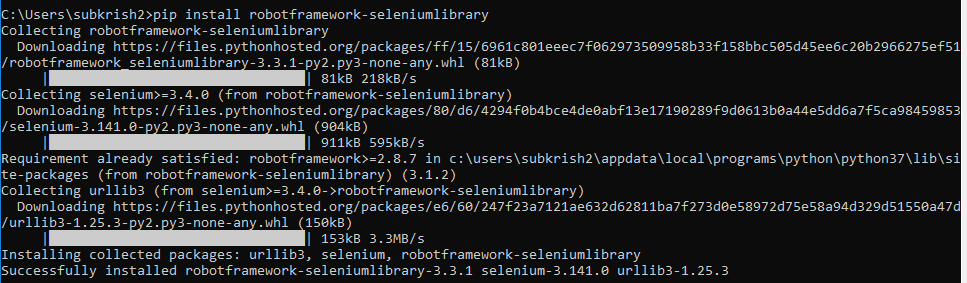 C:\Users\subkrish2>pip install robotframework-seleniumlibrary
Collecting robotframework-seleniumlibrary
  Downloading https://files.pythonhosted.org/packages/ff/15/6961c801eeec7f062973509958b33f158bbc505d45ee6c20b2966275ef51
/robotframework_seleniumlibrary-3.3.1-py2.py3-none-any.whl (81kB)
     |████████████████████████████████| 81kB 218kB/s
Collecting selenium>=3.4.0 (from robotframework-seleniumlibrary)
  Downloading https://files.pythonhosted.org/packages/80/d6/4294f0b4bce4de0abf13e17190289f9d0613b0a44e5dd6a7f5ca98459853
/selenium-3.141.0-py2.py3-none-any.whl (904kB)
     |████████████████████████████████| 911kB 595kB/s
Requirement already satisfied: robotframework>=2.8.7 in c:\users\subkrish2\appdata\local\programs\python\python37\lib\si
te-packages (from robotframework-seleniumlibrary) (3.1.2)
Collecting urllib3 (from selenium>=3.4.0->robotframework-seleniumlibrary)
  Downloading https://files.pythonhosted.org/packages/e6/60/247f23a7121ae632d62811ba7f273d0e58972d75e58a94d329d51550a47d
/urllib3-1.25.3-py2.py3-none-any.whl (150kB)
     |████████████████████████████████| 153kB 3.3MB/s
Installing collected packages: urllib3, selenium, robotframework-seleniumlibrary
Successfully installed robotframework-seleniumlibrary-3.3.1 selenium-3.141.0 urllib3-1.25.3